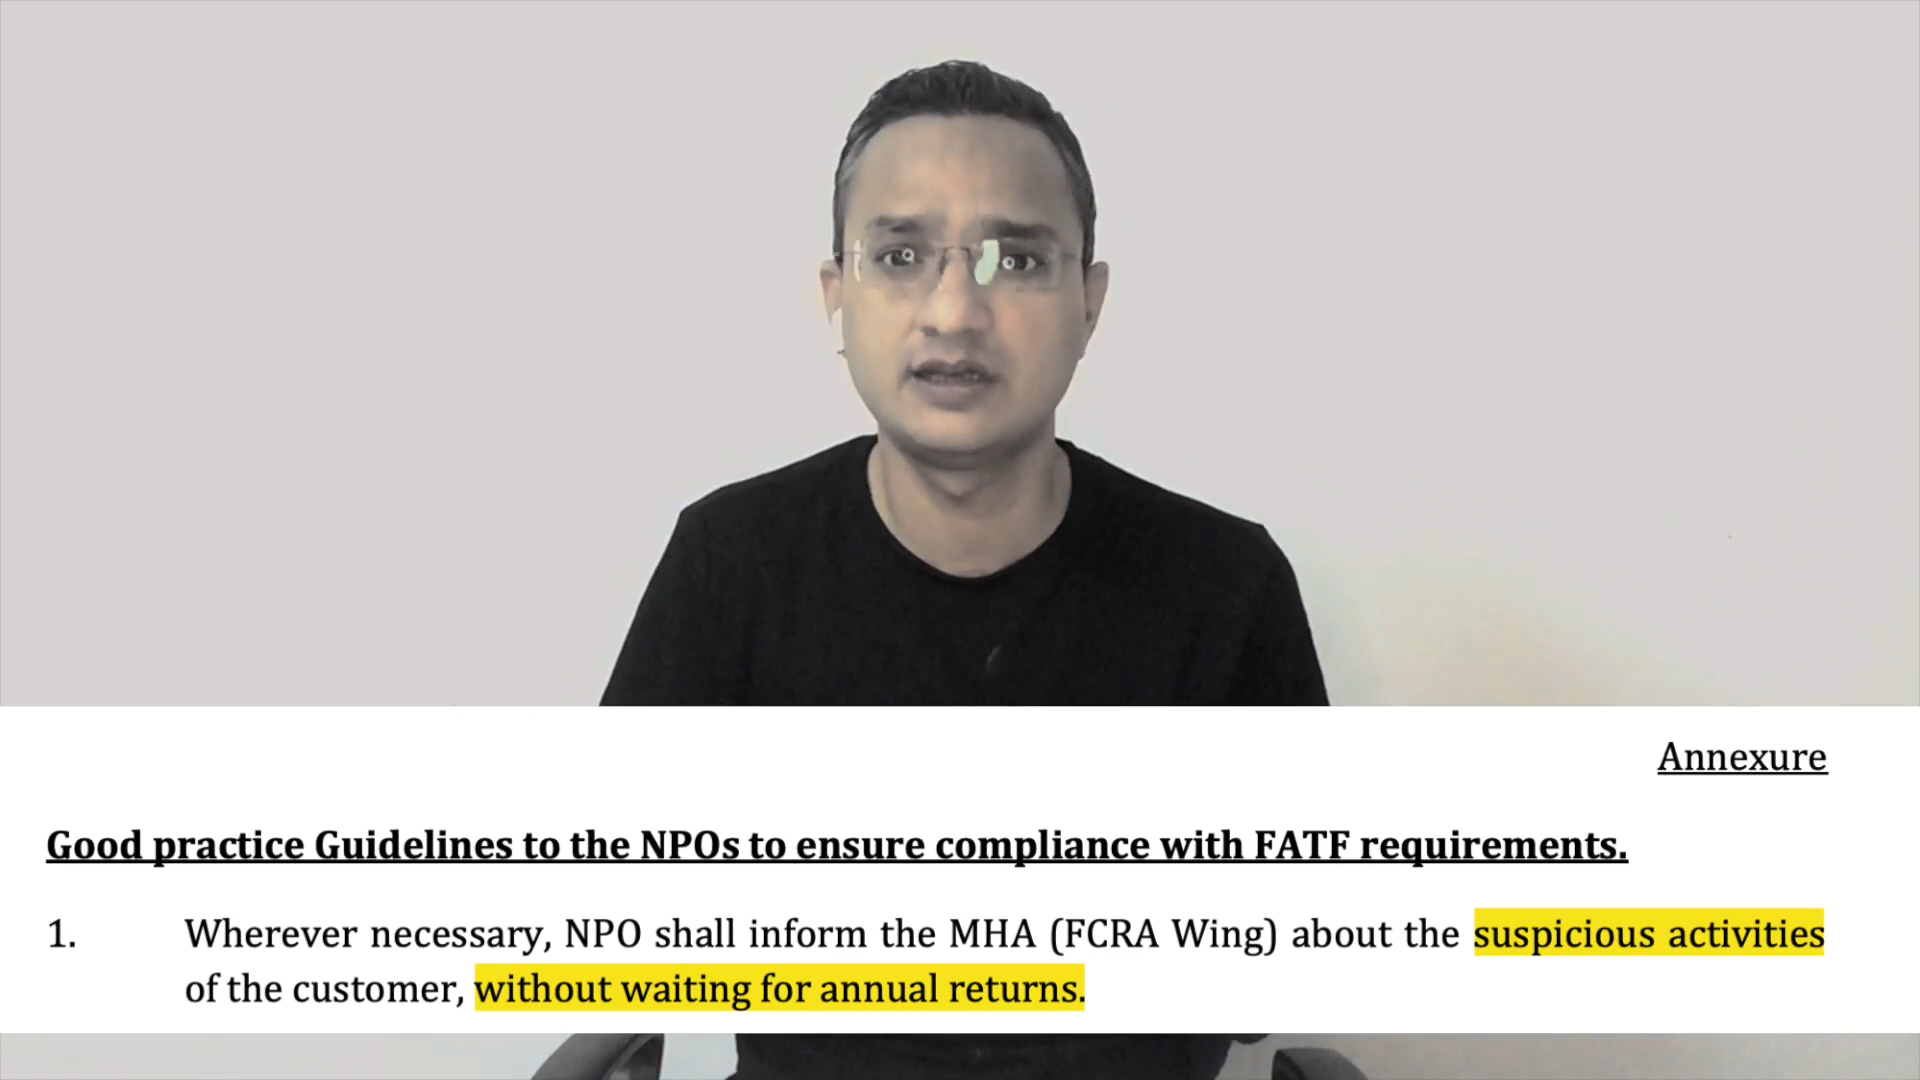 Annexure
Good practice Guidelines to the NPOs to ensure compliance with FATF requirements.
1. Wherever necessary, NPO shall inform the MHA (FCRA Wing) about the suspicious activities
of the customer, without waiting for annual returns.